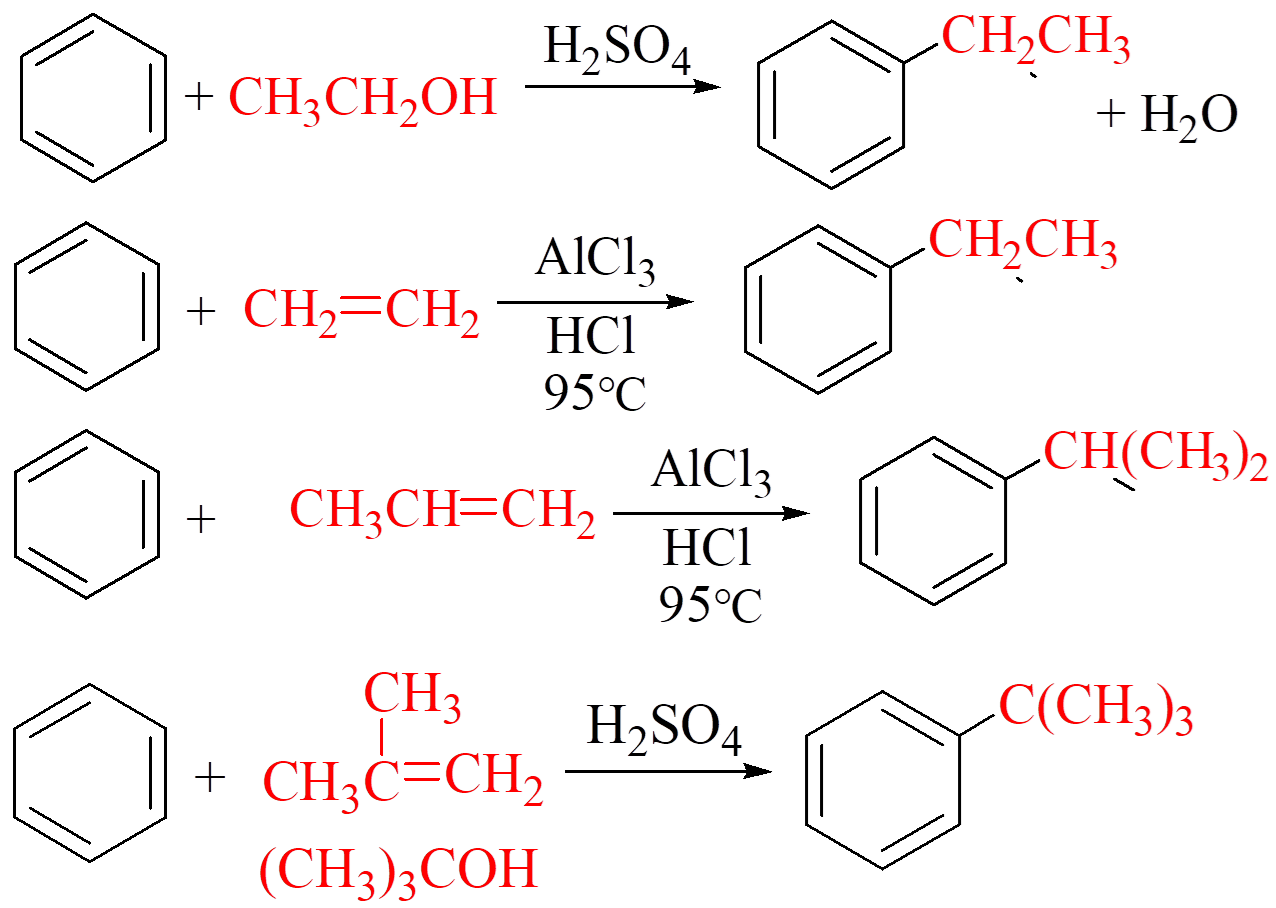 + CH₃CH₂OH H₂SO₄ CH₂CH₃ + H₂O
+ CH₂=CH₂ AlCl₃ CH₂CH₃
HCl
95℃
+ CH₃CH=CH₂ AlCl₃ CH(CH₃)₂
HCl
95℃
CH₃
+ CH₃C=CH₂ H₂SO₄ C(CH₃)₃
(CH₃)₃COH